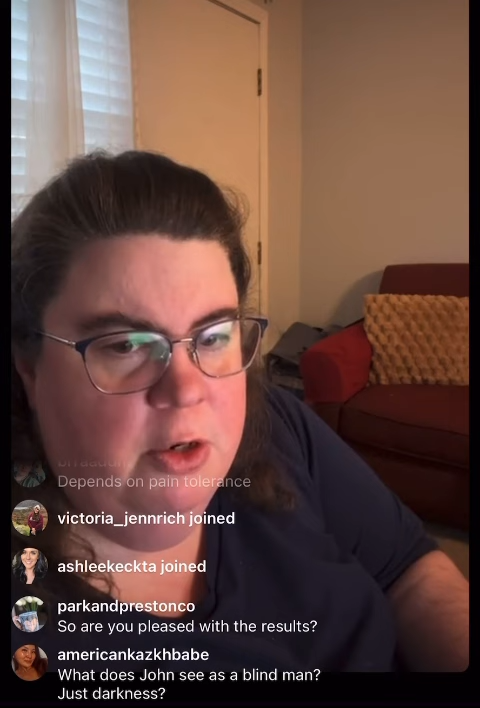 Depends on pain tolerance
victoria_jennrich joined
ashleekeckta joined
parkandprestonco
So are you pleased with the results?
americankazkhbabe
What does John see as a blind man?
Just darkness?